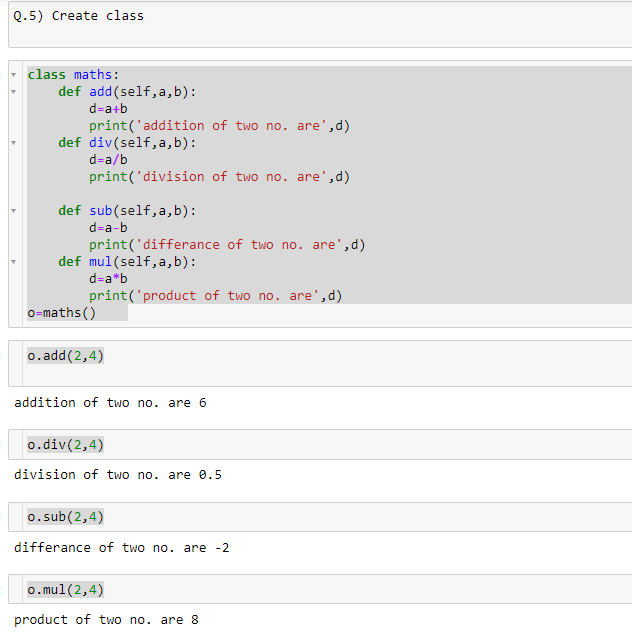 Q.5) Create class
class maths:
    def add(self,a,b):
        d=a+b
        print('addition of two no. are',d)
    def div(self,a,b):
        d=a/b
        print('division of two no. are',d)

    def sub(self,a,b):
        d=a-b
        print('differance of two no. are',d)
    def mul(self,a,b):
        d=a*b
        print('product of two no. are',d)
o=maths()
o.add(2,4)
addition of two no. are 6
o.div(2,4)
division of two no. are 0.5
o.sub(2,4)
differance of two no. are -2
o.mul(2,4)
product of two no. are 8